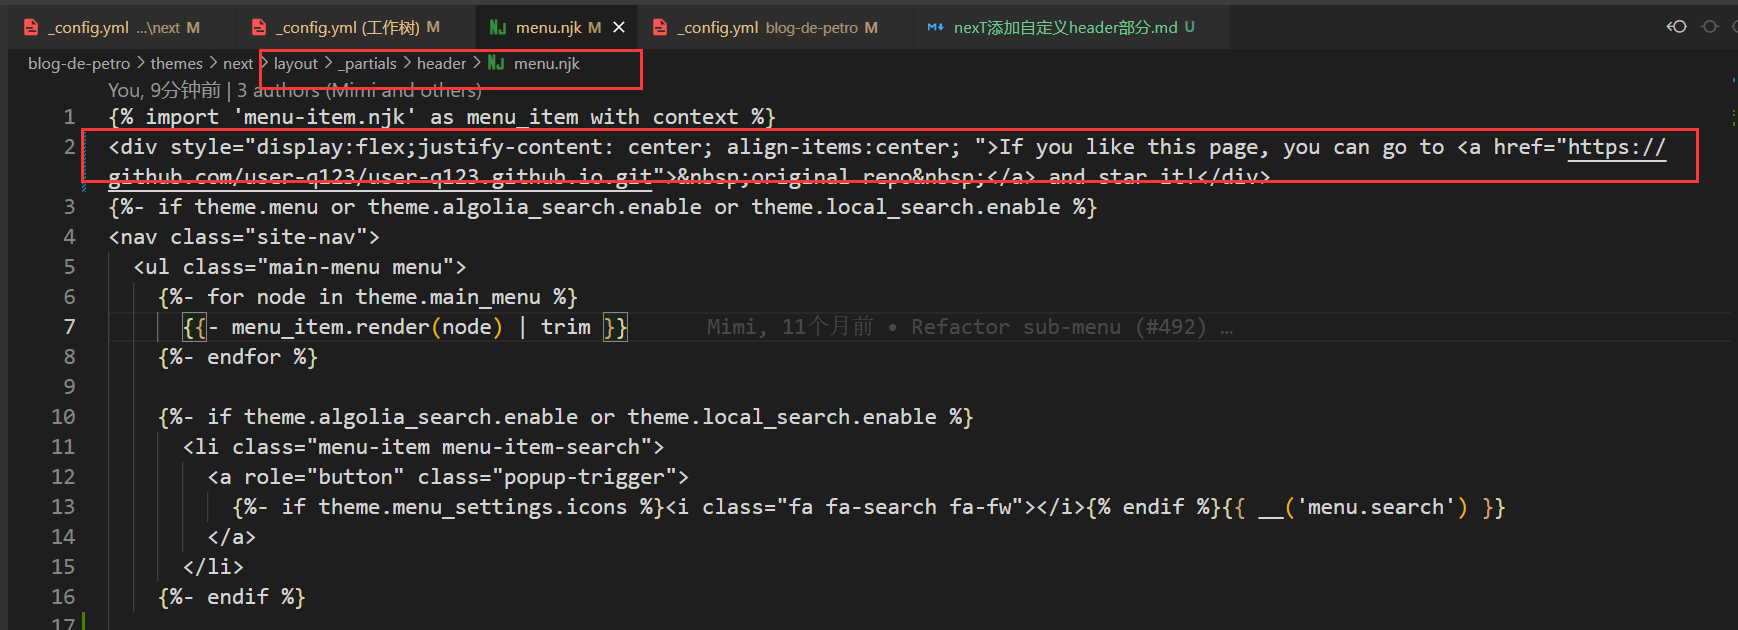 _config.yml ...\next M
_config.yml (工作树) M
menu.njk M
_config.yml blog-de-petro M
nexT添加自定义header部分.md U
blog-de-petro > themes > next > layout > _partials > header > menu.njk
You, 9分钟前 | 3 authors (Mimi and others)
1 {% import 'menu-item.njk' as menu_item with context %}
2 <div style="display:flex;justify-content: center; align-items:center; ">If you like this page, you can go to <a href="https://
github.com/user-q123/user-q123.github.io.git">&nbsp;original repo&nbsp;</a> and star it!</div>
3 {%- if theme.menu or theme.algolia_search.enable or theme.local_search.enable %}
4 <nav class="site-nav">
5 <ul class="main-menu menu">
6 {%- for node in theme.main_menu %}
7 {{- menu_item.render(node) | trim }} Mimi, 11个月前 • Refactor sub-menu (#492) …
8 {%- endfor %}
9
10 {%- if theme.algolia_search.enable or theme.local_search.enable %}
11 <li class="menu-item menu-item-search">
12 <a role="button" class="popup-trigger">
13 {%- if theme.menu_settings.icons %}<i class="fa fa-search fa-fw"></i>{% endif %}{{ __('menu.search') }}
14 </a>
15 </li>
16 {%- endif %}
17